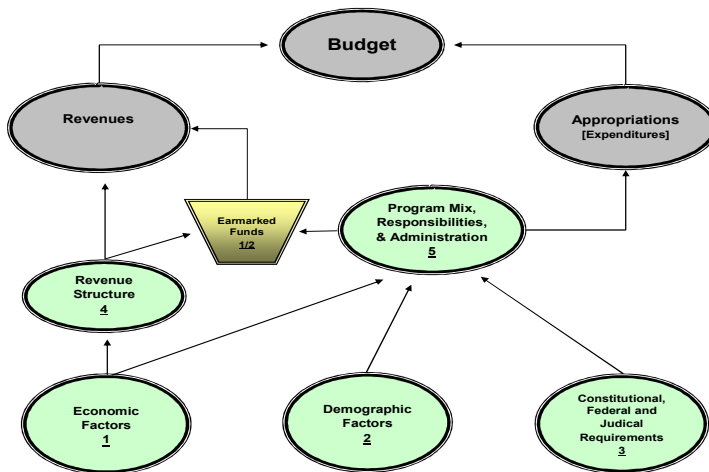 Budget
Revenues
Appropriations
[Expenditures]
Earmarked
Funds
1/2
Program Mix,
Responsibilities,
& Administration
5
Revenue
Structure
4
Economic
Factors
1
Demographic
Factors
2
Constitutional,
Federal and
Judical
Requirements
3